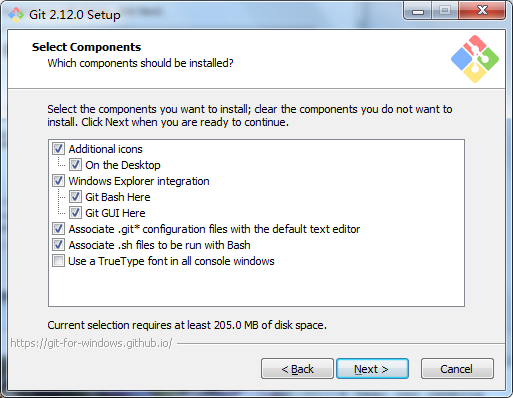 Git 2.12.0 Setup
Select Components
Which components should be installed?
Select the components you want to install; clear the components you do not want to
install. Click Next when you are ready to continue.
Additional icons
On the Desktop
Windows Explorer integration
Git Bash Here
Git GUI Here
Associate .git* configuration files with the default text editor
Associate .sh files to be run with Bash
Use a TrueType font in all console windows
Current selection requires at least 205.0 MB of disk space.
https://git-for-windows.github.io/
< Back
Next >
Cancel